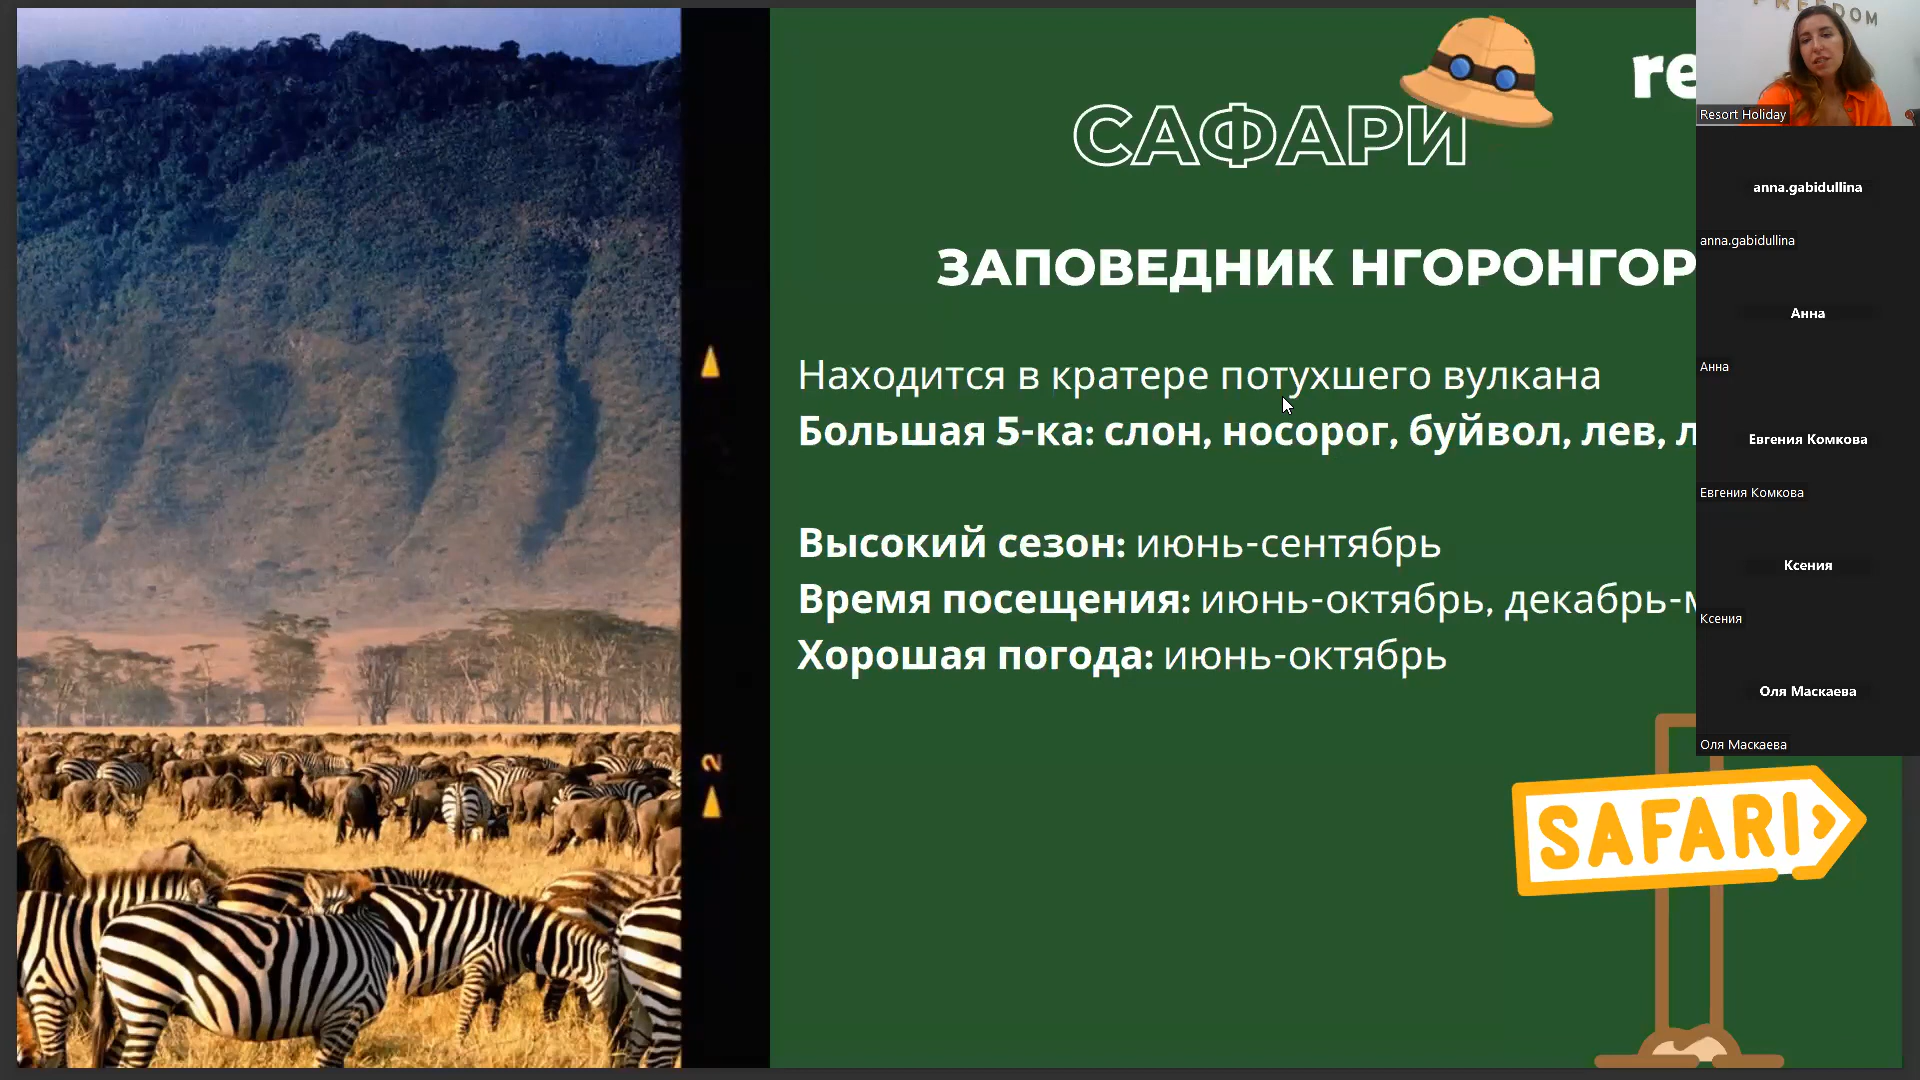 FREEDOM
re
Resort Holiday
САФАРИ
ЗАПОВЕДНИК НГОРОНГОР
Находится в кратере потухшего вулкана
Большая 5-ка: слон, носорог, буйвол, лев, л
Высокий сезон: июнь-сентябрь
Время посещения: июнь-октябрь, декабрь-м
Хорошая погода: июнь-октябрь
2
SAFARI
anna.gabidullina
anna.gabidullina
Анна
Анна
Евгения Комкова
Евгения Комкова
Ксения
Ксения
Оля Маскаева
Оля Маскаева